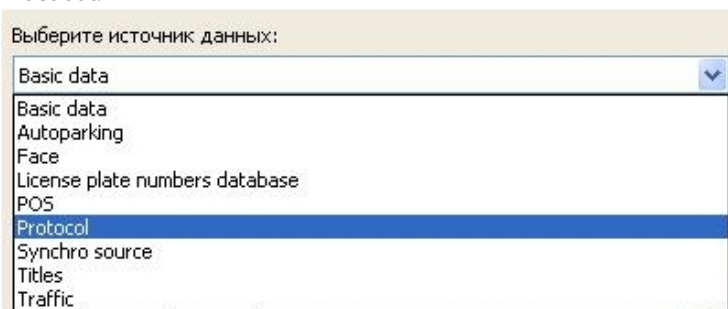 Выберите источник данных:
Basic data
Basic data
Autoparking
Face
License plate numbers database
POS
Protocol
Synchro source
Titles
Traffic